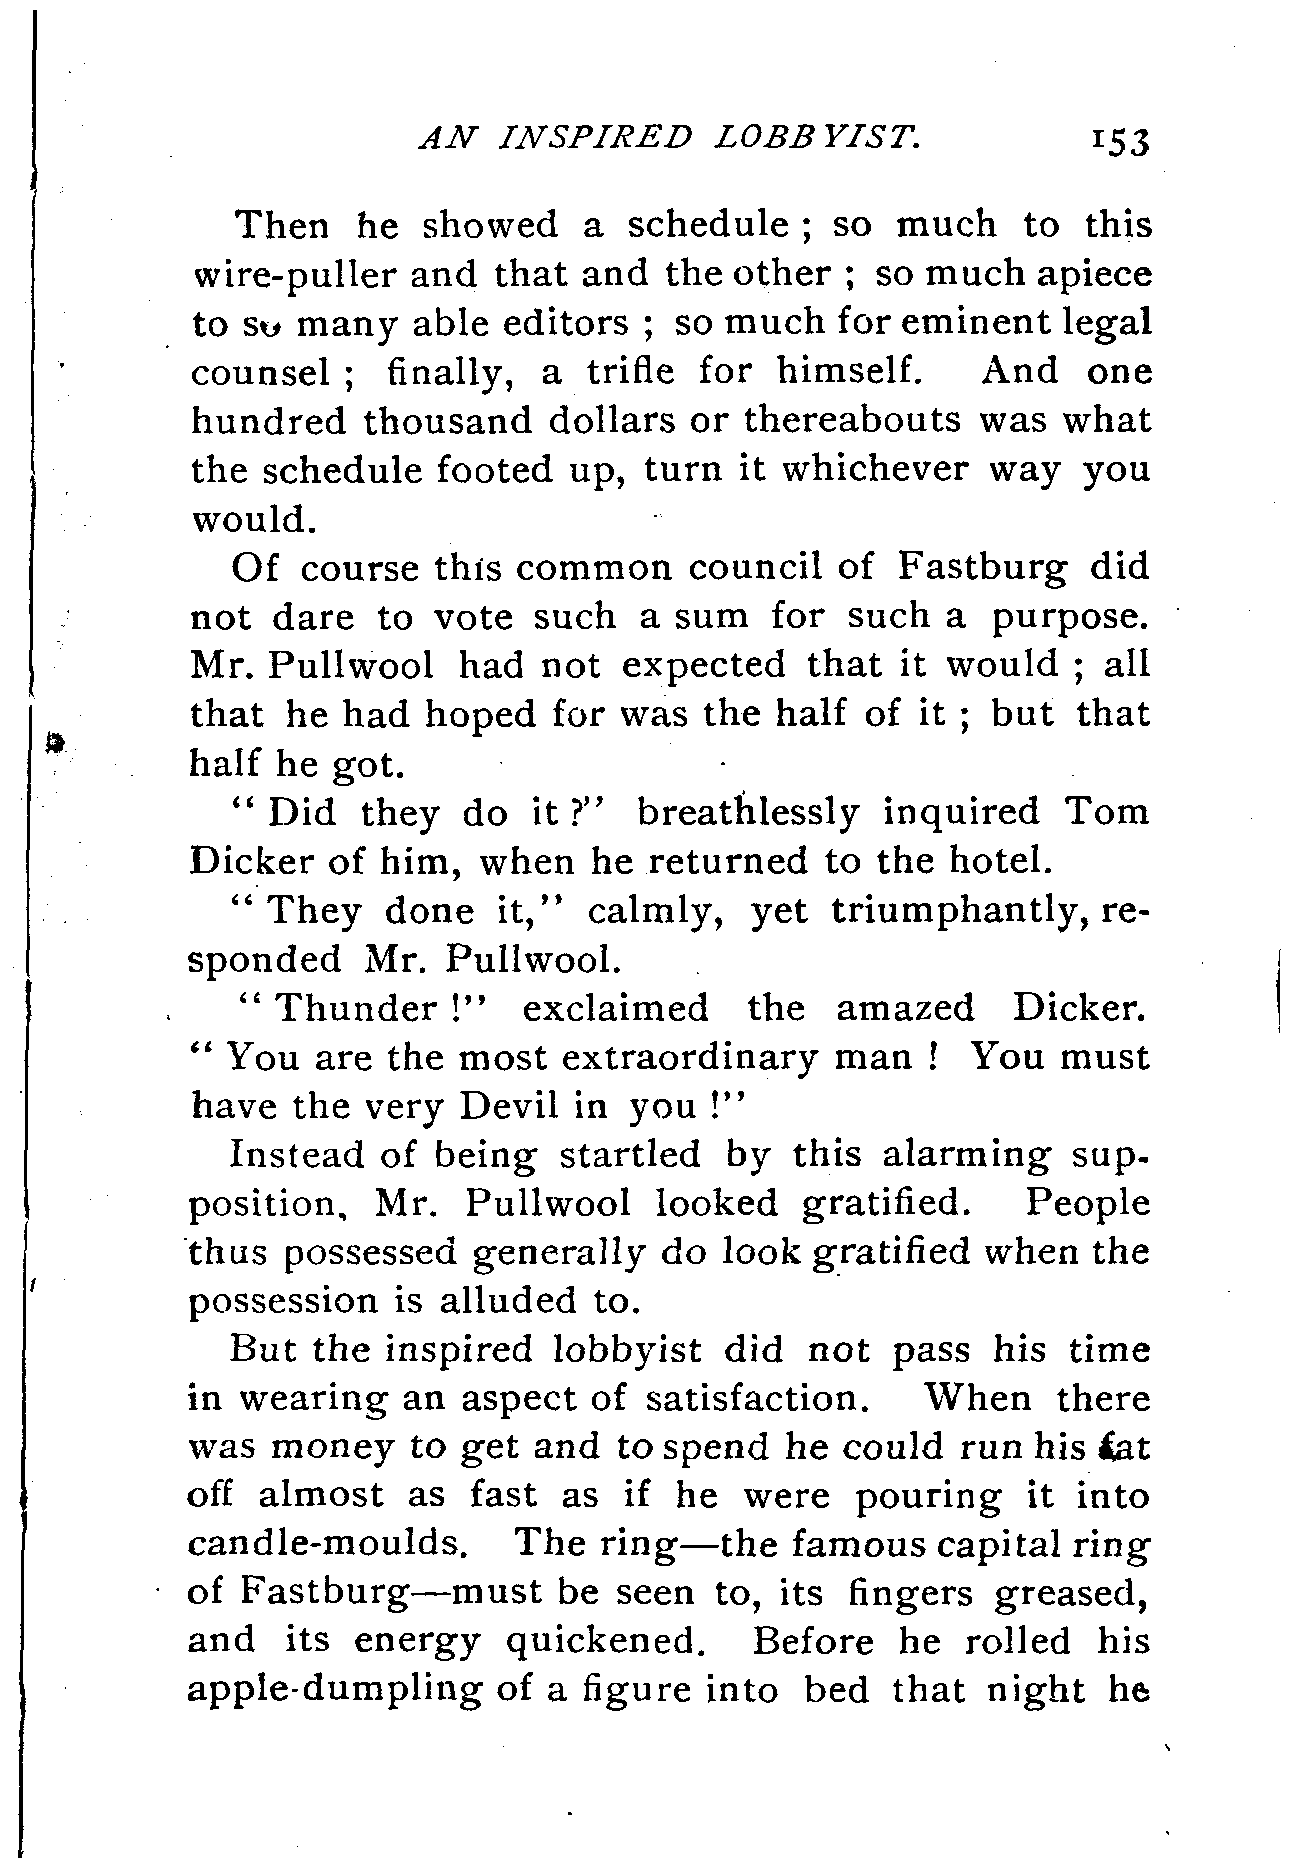 AN INSPIRED LOBBYIST. 153
Then he showed a schedule ; so much to this
wire-puller and that and the other ; so much apiece
to so many able editors ; so much for eminent legal
counsel ; finally, a trifle for himself. And one
hundred thousand dollars or thereabouts was what
the schedule footed up, turn it whichever way you
would.
Of course this common council of Fastburg did
not dare to vote such a sum for such a purpose.
Mr. Pullwool had not expected that it would ; all
that he had hoped for was the half of it ; but that
half he got.
“ Did they do it ?” breathlessly inquired Tom
Dicker of him, when he returned to the hotel.
“ They done it,” calmly, yet triumphantly, re-
sponded Mr. Pullwool.
“ Thunder !” exclaimed the amazed Dicker.
“ You are the most extraordinary man ! You must
have the very Devil in you !”
Instead of being startled by this alarming sup-
position, Mr. Pullwool looked gratified. People
thus possessed generally do look gratified when the
possession is alluded to.
But the inspired lobbyist did not pass his time
in wearing an aspect of satisfaction. When there
was money to get and to spend he could run his fat
off almost as fast as if he were pouring it into
candle-moulds. The ring—the famous capital ring
of Fastburg—must be seen to, its fingers greased,
and its energy quickened. Before he rolled his
apple-dumpling of a figure into bed that night he